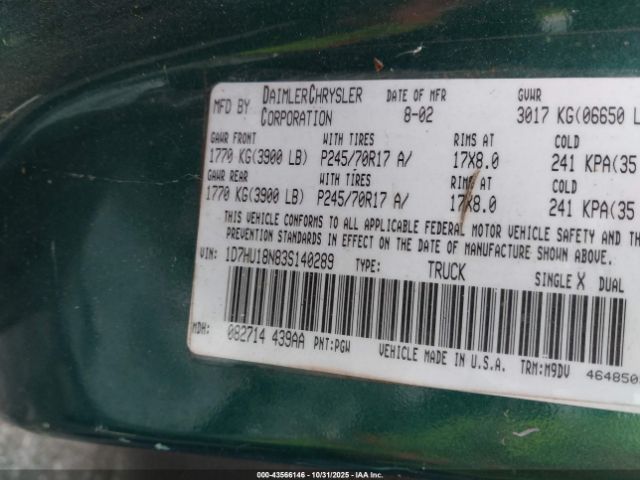 MFD BY DAIMLERCHRYSLER CORPORATION DATE OF MFR 8-02 GVWR 3017 KG(06650 L
GAWR FRONT WITH TIRES RIMS AT COLD
1770 KG(3900 LB) P245/70R17 A/ 17X8.0 241 KPA(35
GAWR REAR WITH TIRES RIMS AT COLD
1770 KG(3900 LB) P245/70R17 A/ 17X8.0 241 KPA(35
THIS VEHICLE CONFORMS TO ALL APPLICABLE FEDERAL MOTOR VEHICLE SAFETY AND THE
PREVENTION STANDARDS IN EFFECT ON THE DATE OF MANUFACTURE SHOWN ABOVE.
VIN: 1D7HU18N83S140289 TYPE: TRUCK SINGLE X DUAL
MDH: 082714 439AA PNT:PGW VEHICLE MADE IN U.S.A. TRM:M9DV 464850
000-43566146 - 10/31/2025 - IAA Inc.